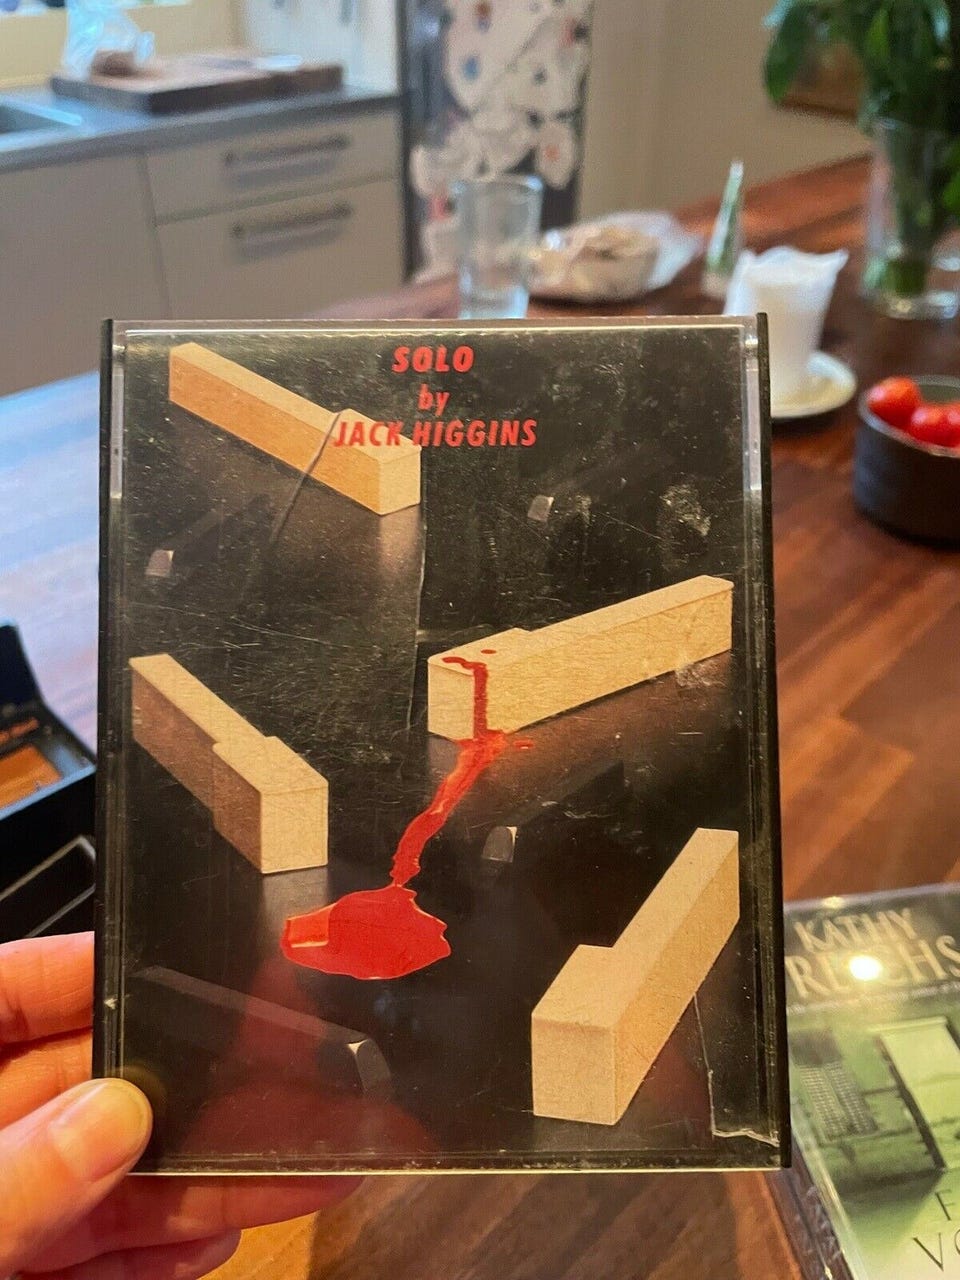 SOLO
by
JACK HIGGINS
KATHY
REICHS